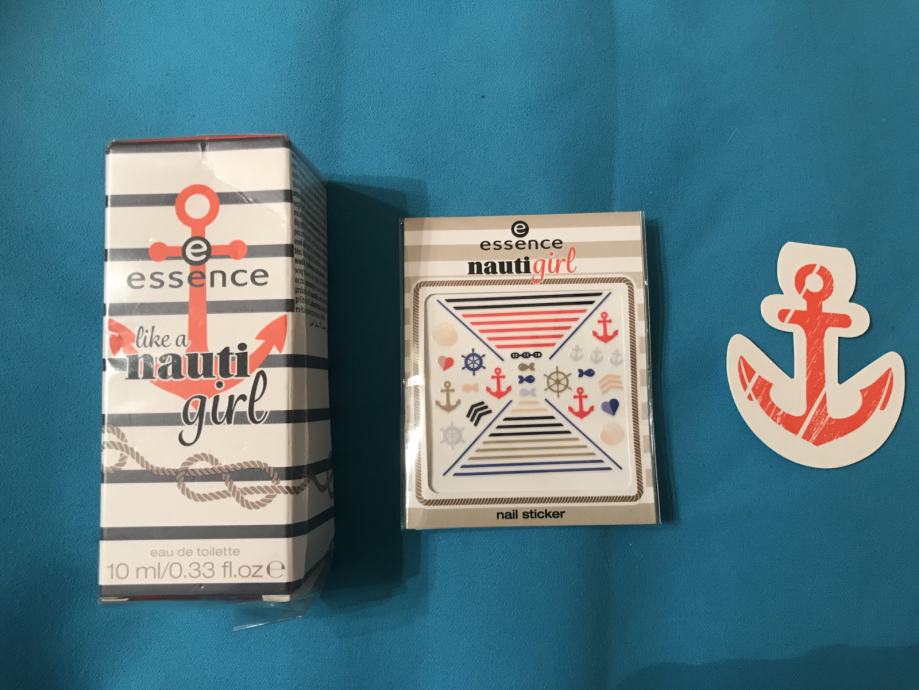 e
essence
like a
nauti
girl
eau de toilette
10 ml/0.33 fl.oz e
e
essence
nautigirl
nail sticker